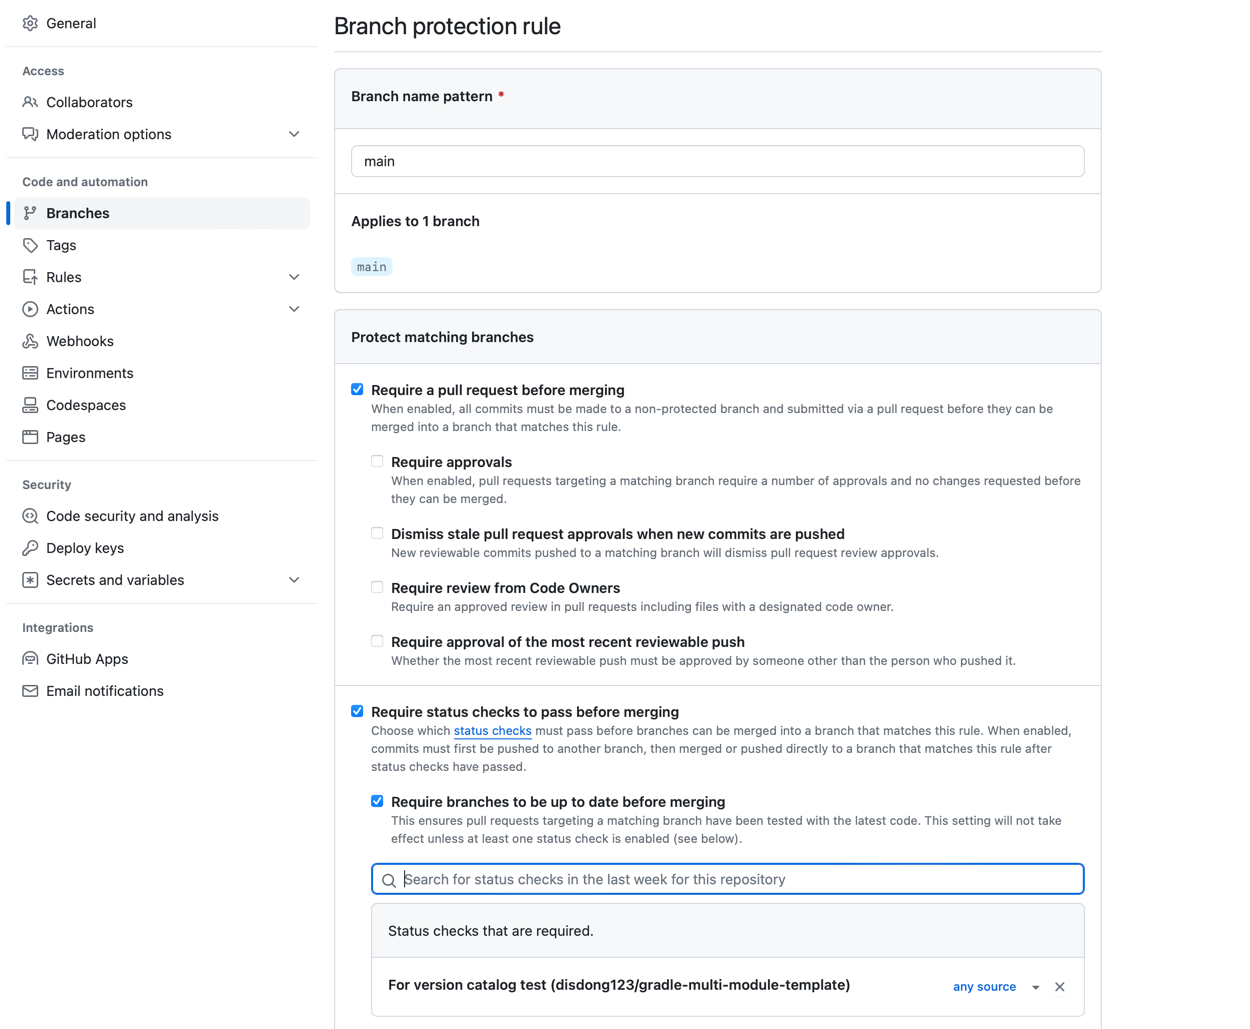 General
Access
Collaborators
Moderation options
Code and automation
Branches
Tags
Rules
Actions
Webhooks
Environments
Codespaces
Pages
Security
Code security and analysis
Deploy keys
Secrets and variables
Integrations
GitHub Apps
Email notifications
Branch protection rule
Branch name pattern *
main
Applies to 1 branch
main
Protect matching branches
Require a pull request before merging
When enabled, all commits must be made to a non-protected branch and submitted via a pull request before they can be
merged into a branch that matches this rule.
Require approvals
When enabled, pull requests targeting a matching branch require a number of approvals and no changes requested before
they can be merged.
Dismiss stale pull request approvals when new commits are pushed
New reviewable commits pushed to a matching branch will dismiss pull request review approvals.
Require review from Code Owners
Require an approved review in pull requests including files with a designated code owner.
Require approval of the most recent reviewable push
Whether the most recent reviewable push must be approved by someone other than the person who pushed it.
Require status checks to pass before merging
Choose which status checks must pass before branches can be merged into a branch that matches this rule. When enabled,
commits must first be pushed to another branch, then merged or pushed directly to a branch that matches this rule after
status checks have passed.
Require branches to be up to date before merging
This ensures pull requests targeting a matching branch have been tested with the latest code. This setting will not take
effect unless at least one status check is enabled (see below).
Search for status checks in the last week for this repository
Status checks that are required.
For version catalog test (disdong123/gradle-multi-module-template) any source